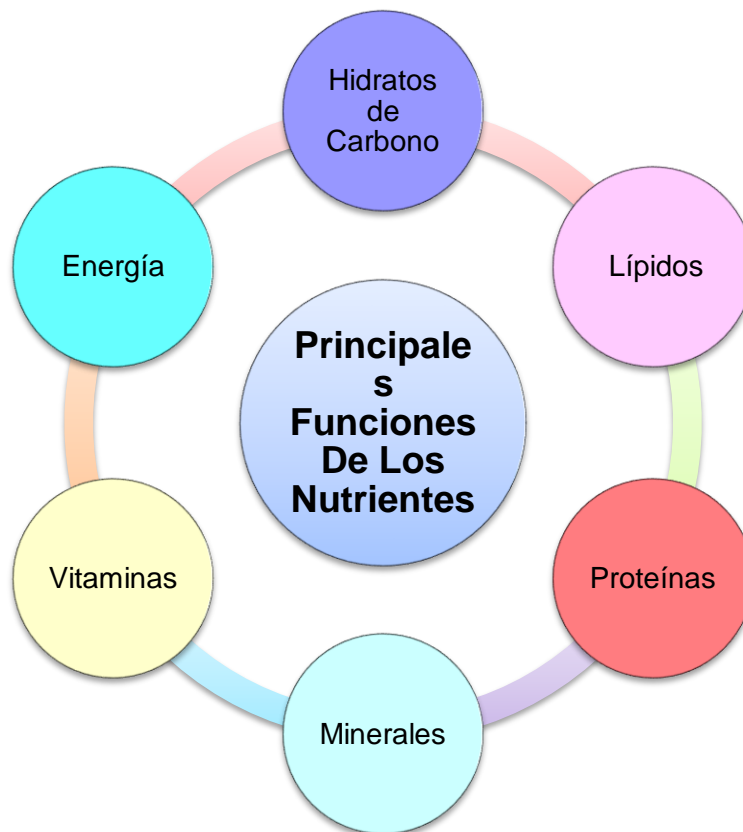 Hidratos
de
Carbono
Energía
Lípidos
Principale
s
Funciones
De Los
Nutrientes
Vitaminas
Proteínas
Minerales